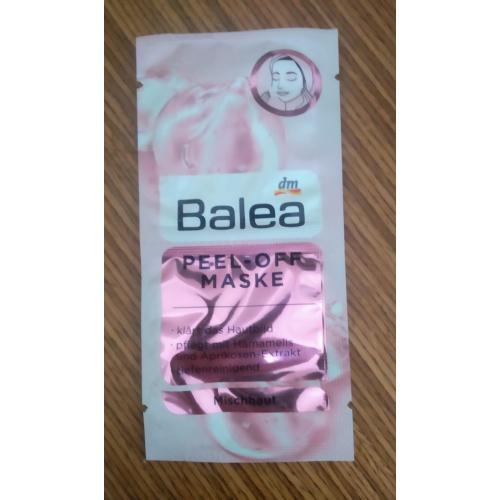 dm
Balea
PEEL-OFF
MASKE
· klärt das Hautbild
· pflegt mit Hamamelis
und Aprikosen-Extrakt
· tiefenreinigend
Mischhaut